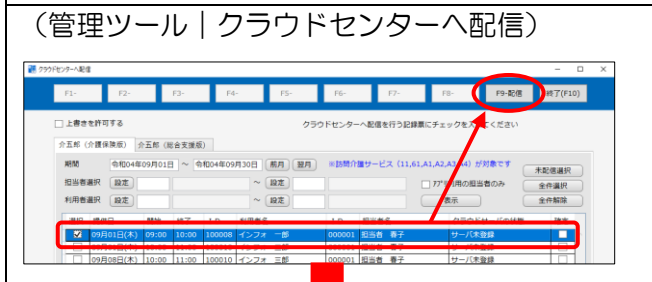 （管理ツール｜クラウドセンターへ配信）
クラウドセンターへ配信
F1- F2- F3- F4- F5- F6- F7- F8- F9-配信 終了(F10)
上書きを許可する クラウドセンターへ配信を行う記録票にチェックを入れてください
介五郎（介護保険版） 介五郎（総合支援版）
期間 令和04年09月01日 ～ 令和04年09月30日 前月 翌月 ※訪問介護サービス（11,61,A1,A2,A3,A4）が対象です 未配信選択
担当者選択 設定 ～ 設定 ｱﾌﾟﾘ利用の担当者のみ 全件選択
利用者選択 設定 ～ 設定 表示 全件解除
09月01日(木) 09:00 10:00 100008 インフォ 一郎 000001 担当者 春子 サーバ未登録
09月08日(木) 10:00 11:00 100010 インフォ 三郎 000001 担当者 春子 サーバ未登録